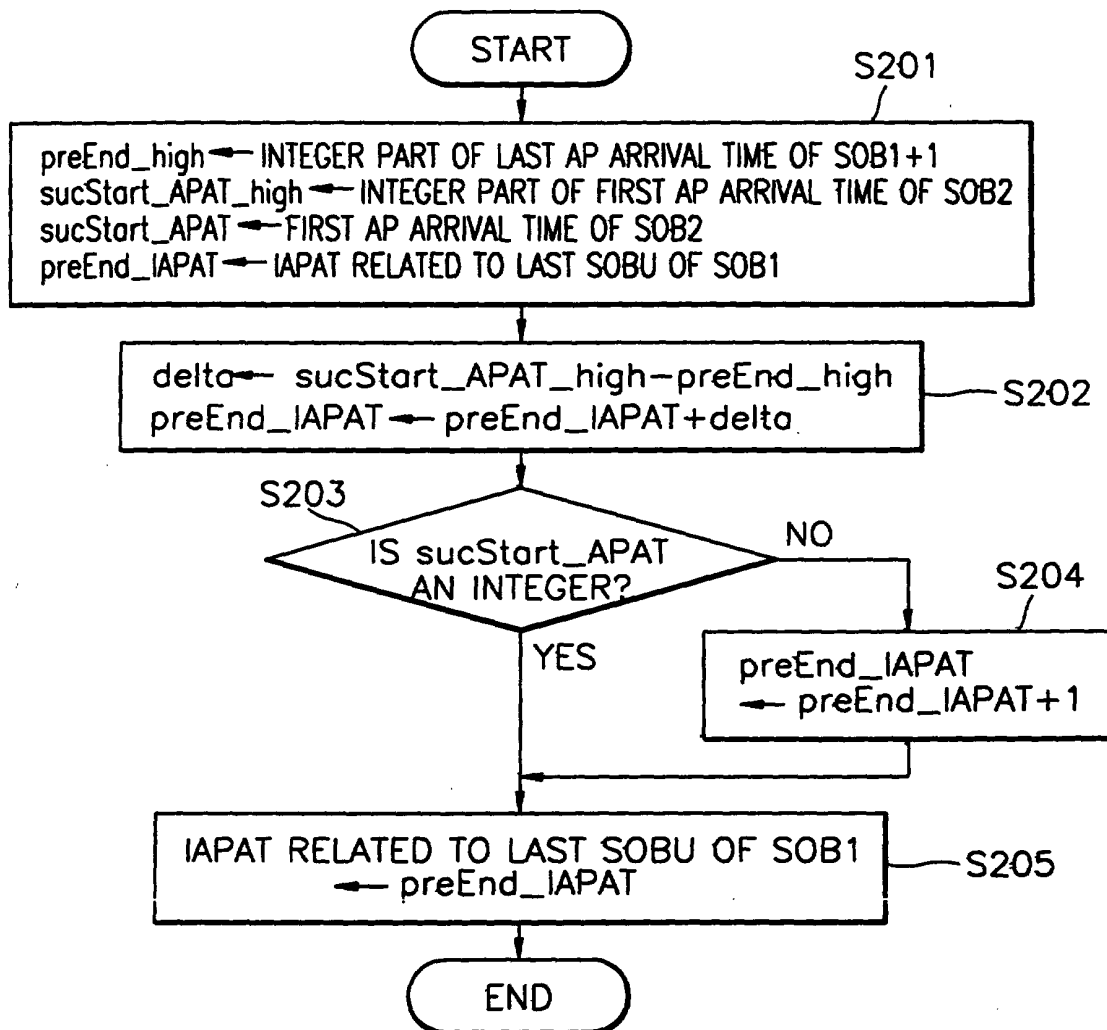 START
S201
preEnd_high← INTEGER PART OF LAST AP ARRIVAL TIME OF SOB1+1
sucStart_APAT_high← INTEGER PART OF FIRST AP ARRIVAL TIME OF SOB2
sucStart_APAT←FIRST AP ARRIVAL TIME OF SOB2
preEnd_IAPAT← IAPAT RELATED TO LAST SOBU OF SOB1
delta← sucStart_APAT_high-preEnd_high
preEnd_IAPAT← preEnd_IAPAT+delta
S202
S203
IS sucStart_APAT
AN INTEGER?
NO
YES
S204
preEnd_IAPAT
← preEnd_IAPAT+1
IAPAT RELATED TO LAST SOBU OF SOB1
← preEnd_IAPAT
S205
END